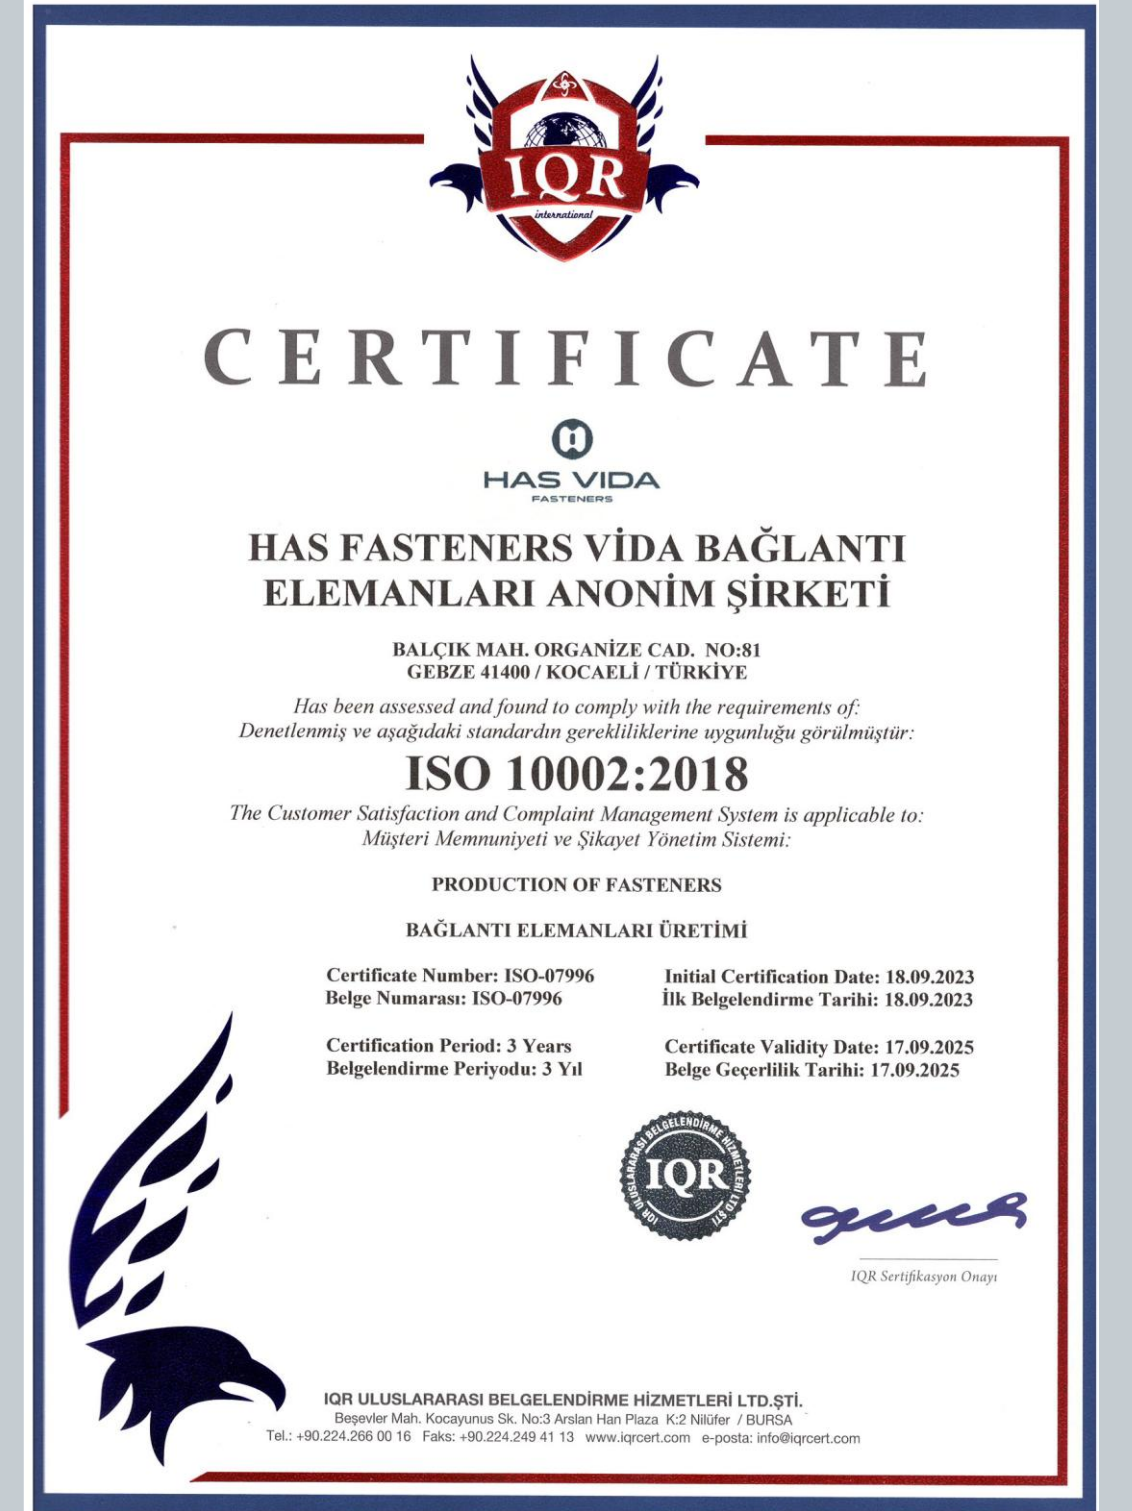 IQR
international
CERTIFICATE
HAS VIDA
FASTENERS
HAS FASTENERS VİDA BAĞLANTI
ELEMANLARI ANONİM ŞİRKETİ
BALÇIK MAH. ORGANİZE CAD. NO:81
GEBZE 41400 / KOCAELİ / TÜRKİYE
Has been assessed and found to comply with the requirements of:
Denetlenmiş ve aşağıdaki standardın gerekliliklerine uygunluğu görülmüştür:
ISO 10002:2018
The Customer Satisfaction and Complaint Management System is applicable to:
Müşteri Memnuniyeti ve Şikayet Yönetim Sistemi:
PRODUCTION OF FASTENERS
BAĞLANTI ELEMANLARI ÜRETİMİ
Certificate Number: ISO-07996
Belge Numarası: ISO-07996
Initial Certification Date: 18.09.2023
İlk Belgelendirme Tarihi: 18.09.2023
Certification Period: 3 Years
Belgelendirme Periyodu: 3 Yıl
Certificate Validity Date: 17.09.2025
Belge Geçerlilik Tarihi: 17.09.2025
IQR ULUSLARARASI BELGELENDİRME HİZMETLERİ LTD ŞTİ
IQR
IQR Sertifikasyon Onayı
IQR ULUSLARARASI BELGELENDİRME HİZMETLERİ LTD.ŞTİ.
Beşevler Mah. Kocayunus Sk. No:3 Arslan Han Plaza K:2 Nilüfer / BURSA
Tel.: +90.224.266 00 16 Faks: +90.224.249 41 13 www.iqrcert.com e-posta: info@iqrcert.com